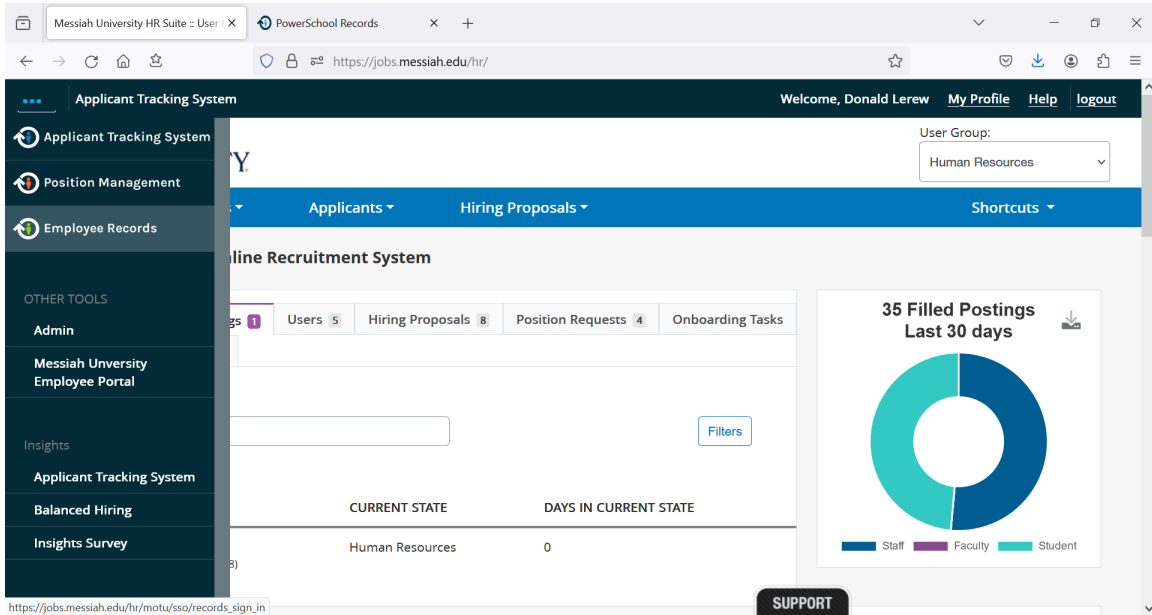 Messiah University HR Suite :: User
PowerSchool Records
https://jobs.messiah.edu/hr/
Applicant Tracking System
Welcome, Donald Lerew My Profile Help logout
Applicant Tracking System
Position Management
Employee Records
OTHER TOOLS
Admin
Messiah Unversity
Employee Portal
Insights
Applicant Tracking System
Balanced Hiring
Insights Survey
Y.
User Group:
Human Resources
Applicants Hiring Proposals Shortcuts
line Recruitment System
gs 1 Users 5 Hiring Proposals 8 Position Requests 4 Onboarding Tasks
Filters
CURRENT STATE DAYS IN CURRENT STATE
Human Resources 0
8)
35 Filled Postings
Last 30 days
Staff Faculty Student
SUPPORT
https://jobs.messiah.edu/hr/motu/sso/records_sign_in